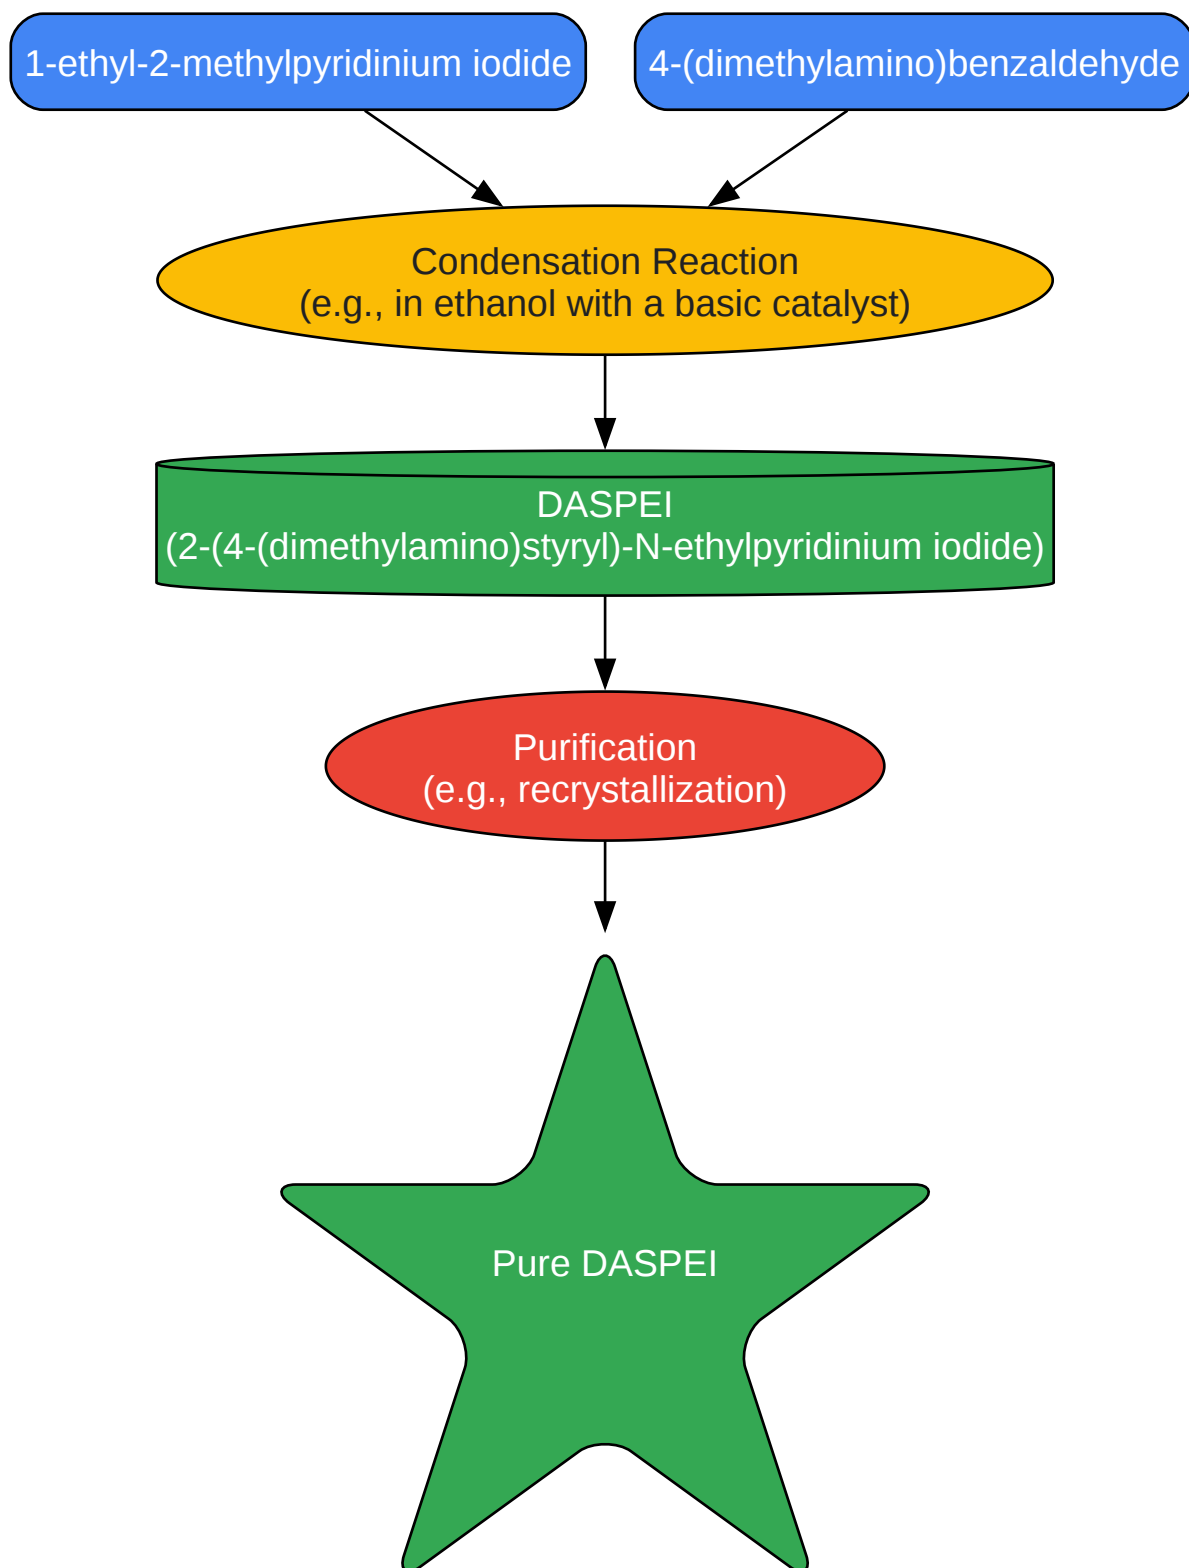 1-ethyl-2-methylpyridinium iodide
4-(dimethylamino)benzaldehyde
Condensation Reaction
(e.g., in ethanol with a basic catalyst)
DASPEI
(2-(4-(dimethylamino)styryl)-N-ethylpyridinium iodide)
Purification
(e.g., recrystallization)
Pure DASPEI